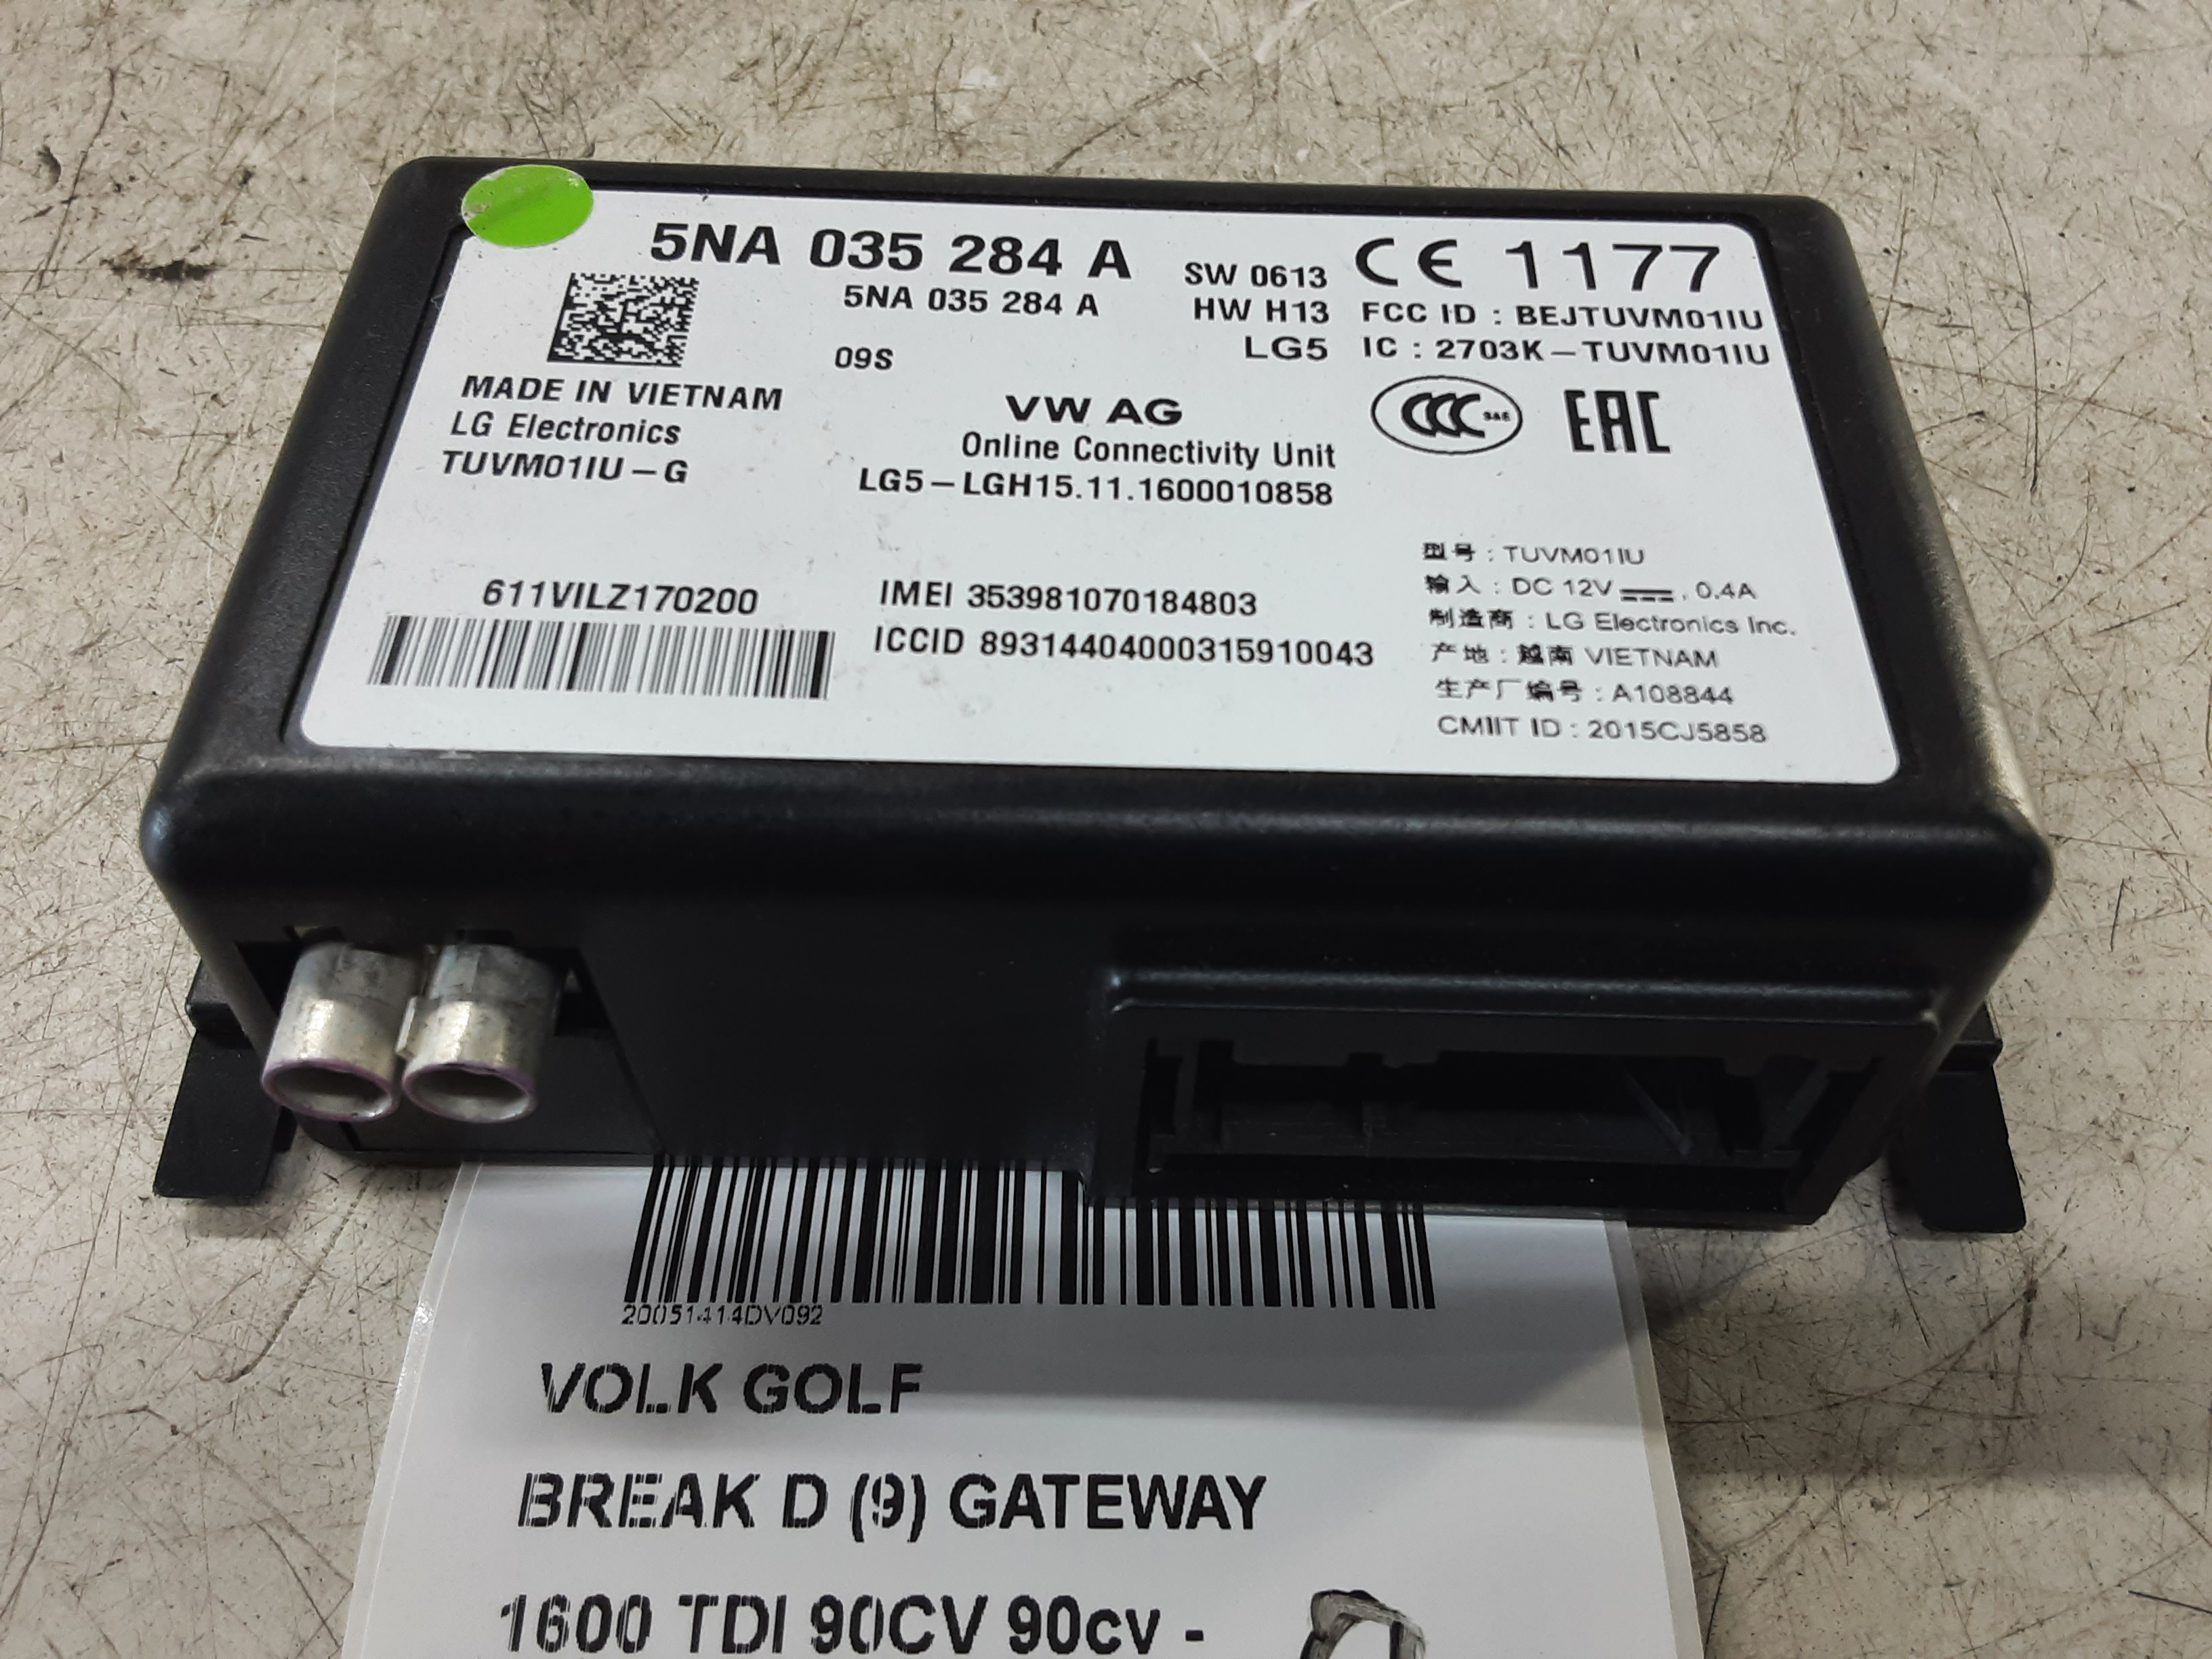 5NA 035 284 A
5NA 035 284 A
09S
SW 0613
HW H13
LG5
CE 1177
FCC ID : BEJTUVM01IU
IC : 2703K-TUVM01IU
MADE IN VIETNAM
LG Electronics
TUVM01IU-G
VW AG
Online Connectivity Unit
LG5-LGH15.11.1600010858
CCC S&E
EAC
611VILZ170200
IMEI 353981070184803
ICCID 89314404000315910043
型号 : TUVM01IU
输入 : DC 12V , 0.4A
制造商 : LG Electronics Inc.
产地 : 越南 VIETNAM
生产厂编号 : A108844
CMIIT ID : 2015CJ5858
20051414DV092
VOLK GOLF
BREAK D (9) GATEWAY
1600 TDI 90CV 90cv -